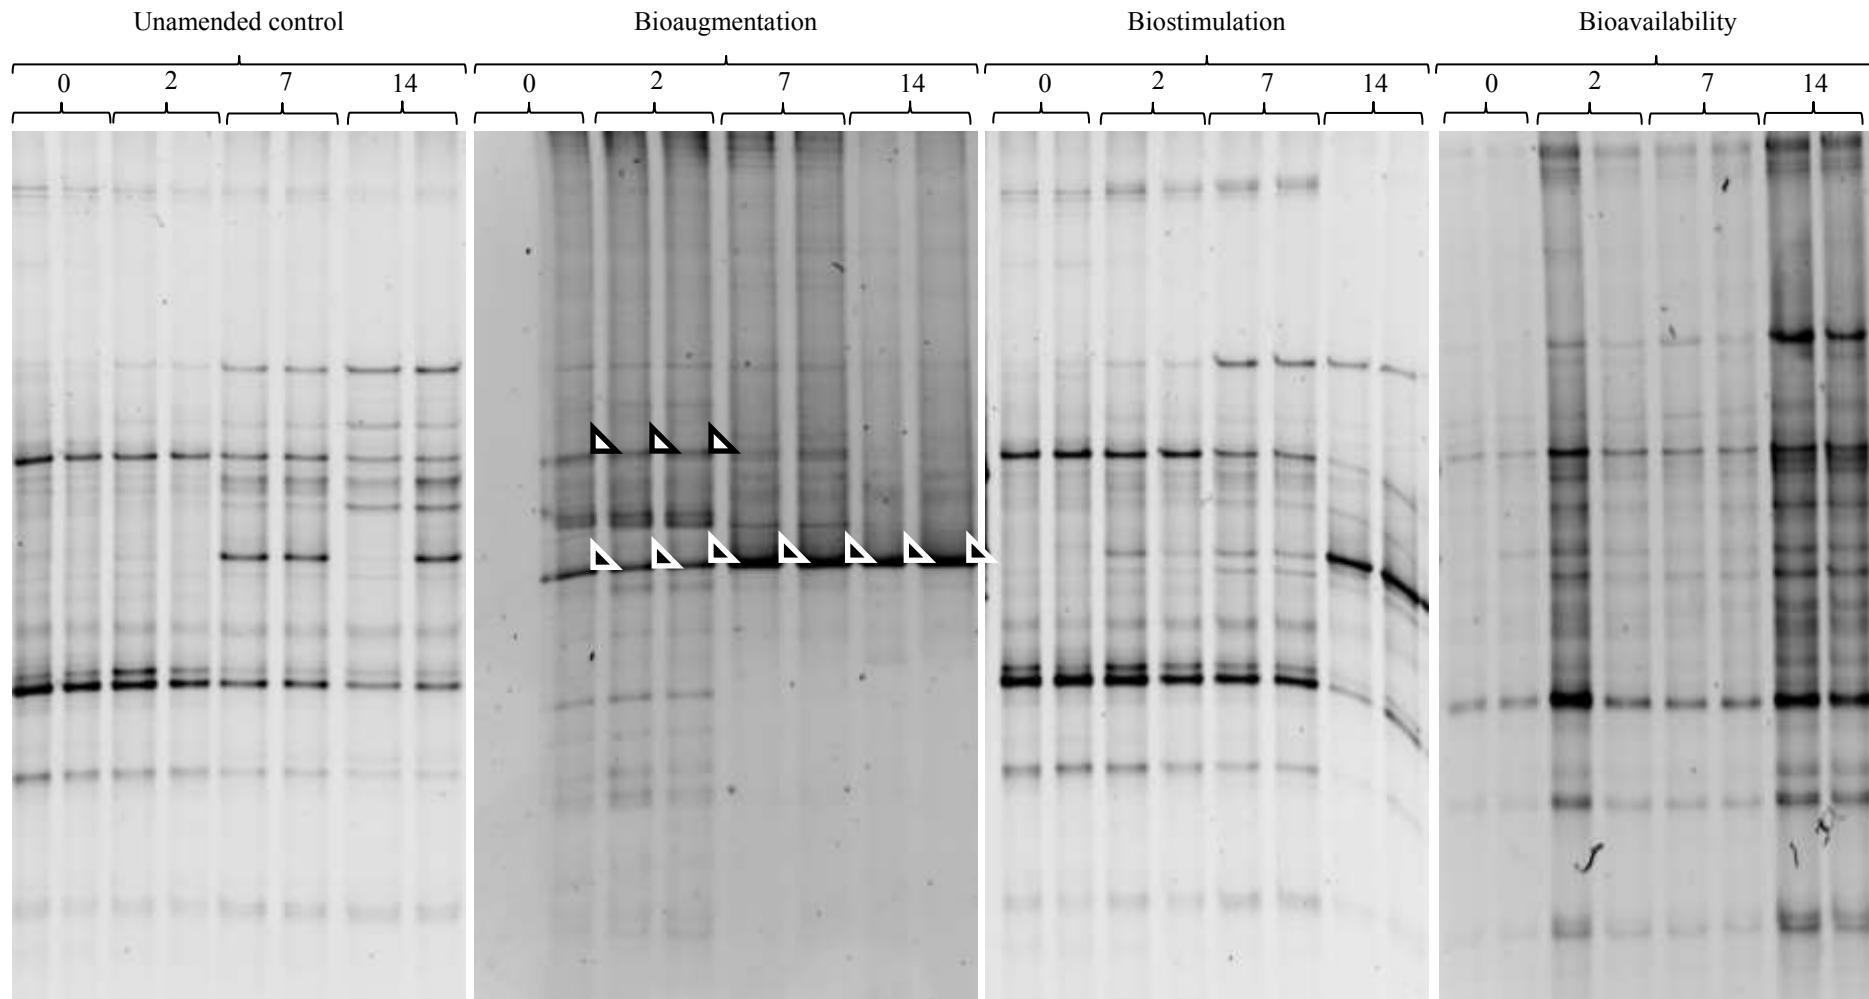 Unamended control Bioaugmentation Biostimulation Bioavailability
0 2 7 14 0 2 7 14 0 2 7 14 0 2 7 14